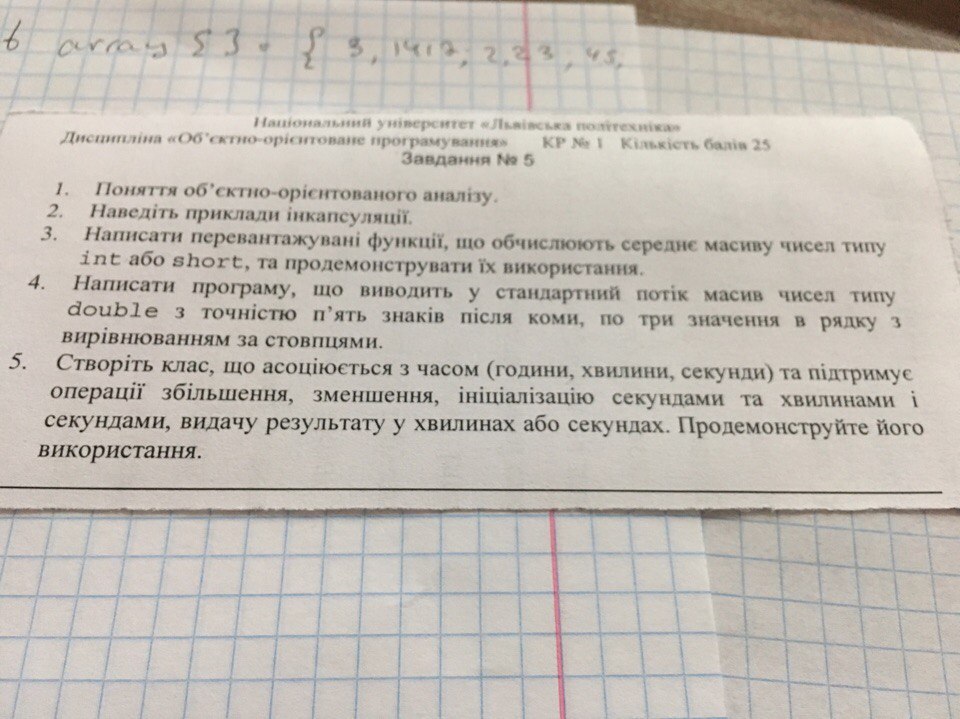 array { } = { 3, 1417, 2,23, 45,
Національний університет «Львівська політехніка»
Дисципліна «Об’єктно-орієнтоване програмування» КР № 1 Кількість балів 25
Завдання № 5
1. Поняття об’єктно-орієнтованого аналізу.
2. Наведіть приклади інкапсуляції.
3. Написати перевантажувані функції, що обчислюють середнє масиву чисел типу
int або short, та продемонструвати їх використання.
4. Написати програму, що виводить у стандартний потік масив чисел типу
double з точністю п’ять знаків після коми, по три значення в рядку з
вирівнюванням за стовпцями.
5. Створіть клас, що асоціюється з часом (години, хвилини, секунди) та підтримує
операції збільшення, зменшення, ініціалізацію секундами та хвилинами і
секундами, видачу результату у хвилинах або секундах. Продемонструйте його
використання.